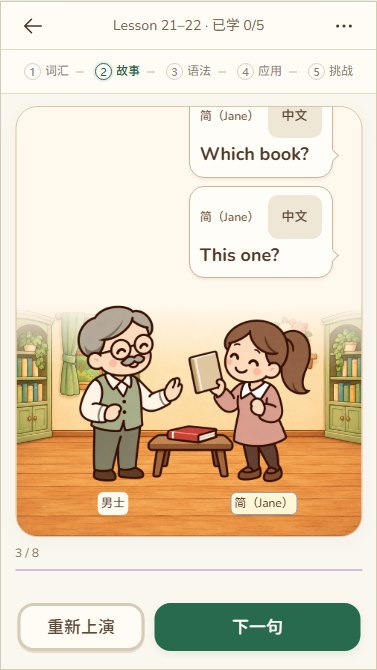 Lesson 21–22 · 已学 0/5
1 词汇 2 故事 3 语法 4 应用 5 挑战
简（Jane） 中文
Which book?
简（Jane） 中文
This one?
男士 简（Jane）
3 / 8
重新上演 下一句